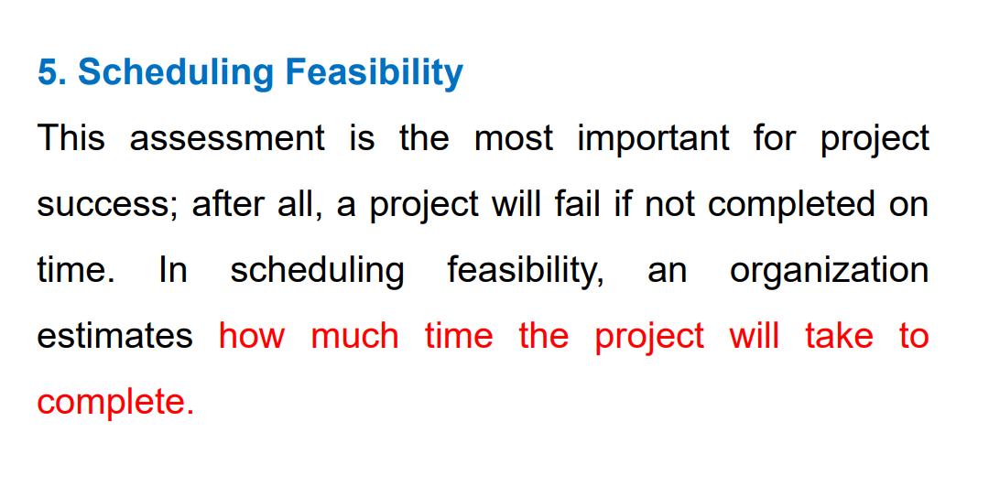 5. Scheduling Feasibility
This assessment is the most important for project
success; after all, a project will fail if not completed on
time. In scheduling feasibility, an organization
estimates how much time the project will take to
complete.